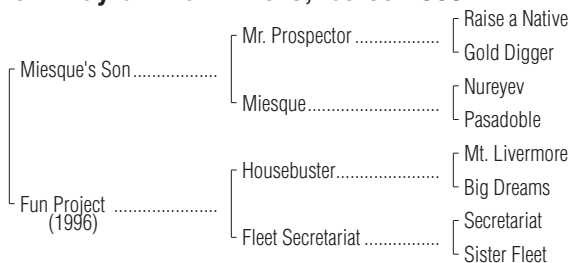 Raise a Native
Mr. Prospector ....................
Gold Digger
Miesque's Son ....................
Nureyev
Miesque ....................
Pasadoble
Mt. Livermore
Housebuster ....................
Big Dreams
Fun Project ....................
(1996)
Secretariat
Fleet Secretariat ....................
Sister Fleet